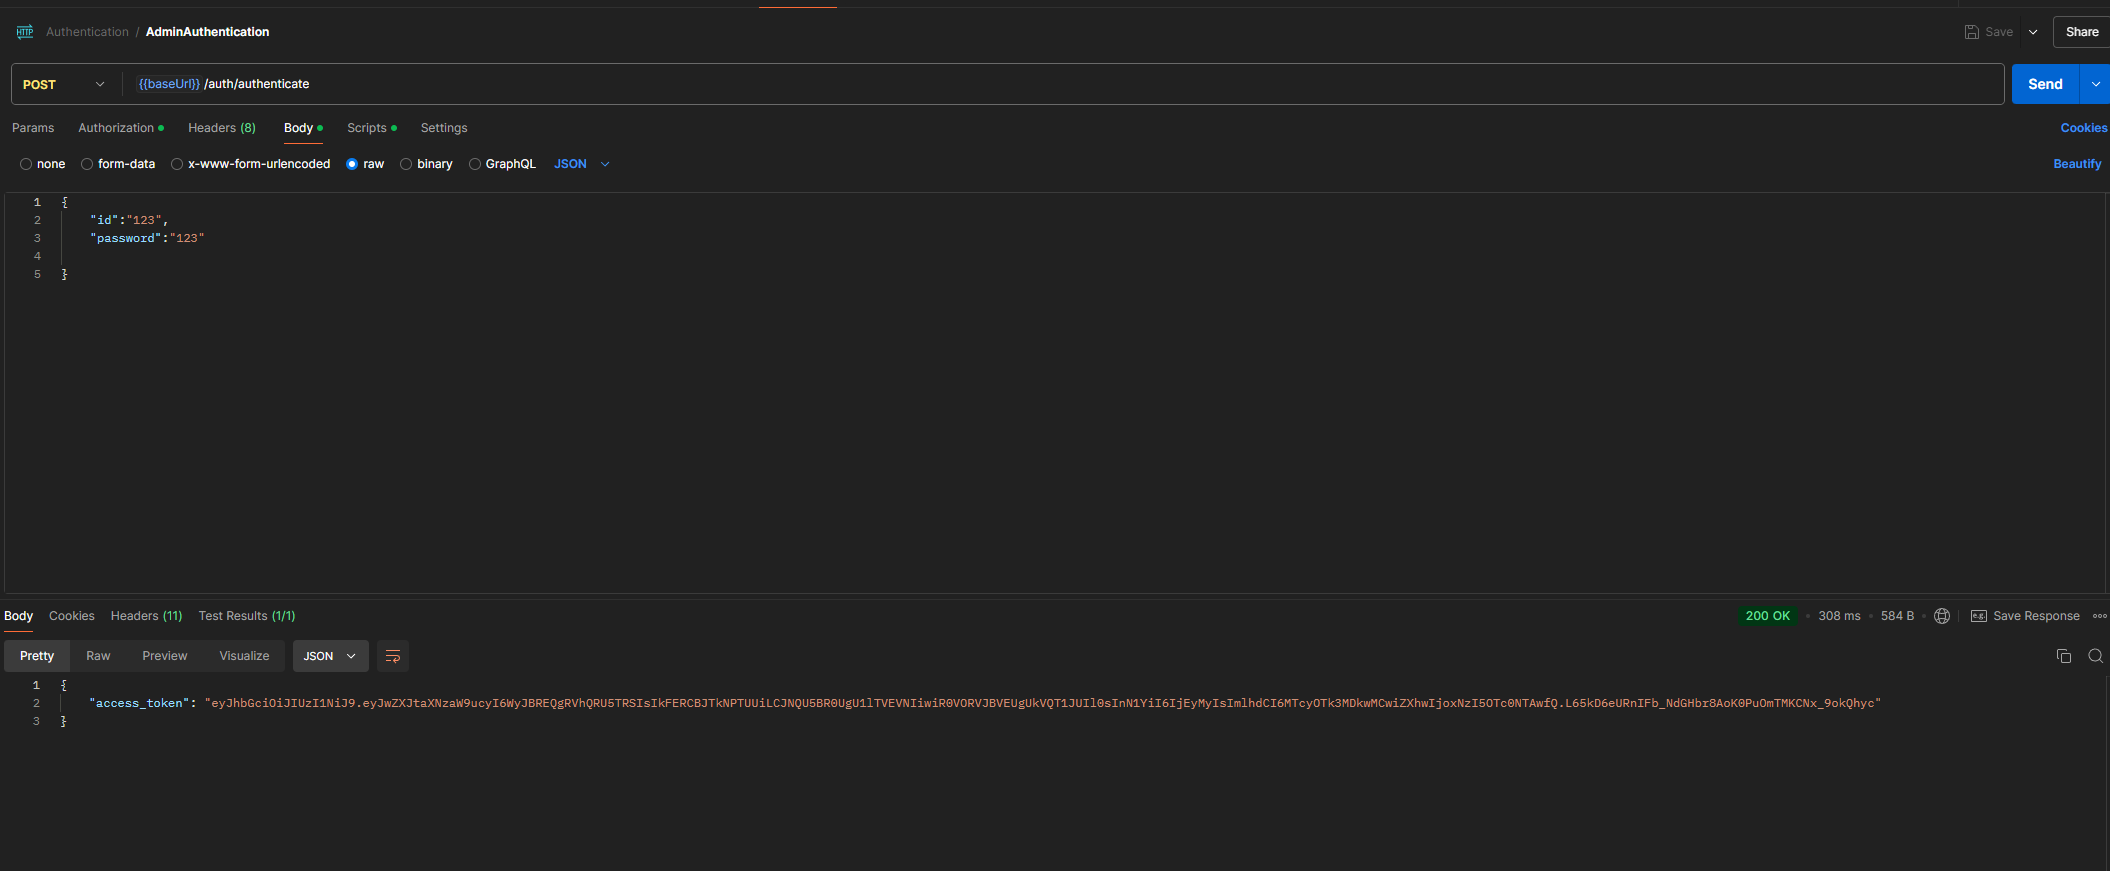 HTTP Authentication / AdminAuthentication Save Share
POST {{baseUrl}} /auth/authenticate Send
Params Authorization Headers (8) Body Scripts Settings Cookies
none form-data x-www-form-urlencoded raw binary GraphQL JSON Beautify
1 {
2 "id":"123",
3 "password":"123"
4
5 }
Body Cookies Headers (11) Test Results (1/1) 200 OK 308 ms 584 B e.g. Save Response
Pretty Raw Preview Visualize JSON
1 {
2 "access_token": "eyJhbGciOiJIUzI1NiJ9.eyJwZXJtaXNzaW9ucyI6WyJBREQgRVhQRU5TRSIsIkFERCBJTkNPTUUiLCJNQU5BR0UgU1lTVEVNIiwiR0VORVJBVEUgUkVQT1JUIl0sInN1YiI6IjEyMyIsImlhdCI6MTcyOTk3MDkwMCwiZXhwIjoxNzI5OTc0NTAwfQ.L65kD6eURnIFb_NdGHbr8AoK0PuOmTMKCNx_9okQhyc"
3 }